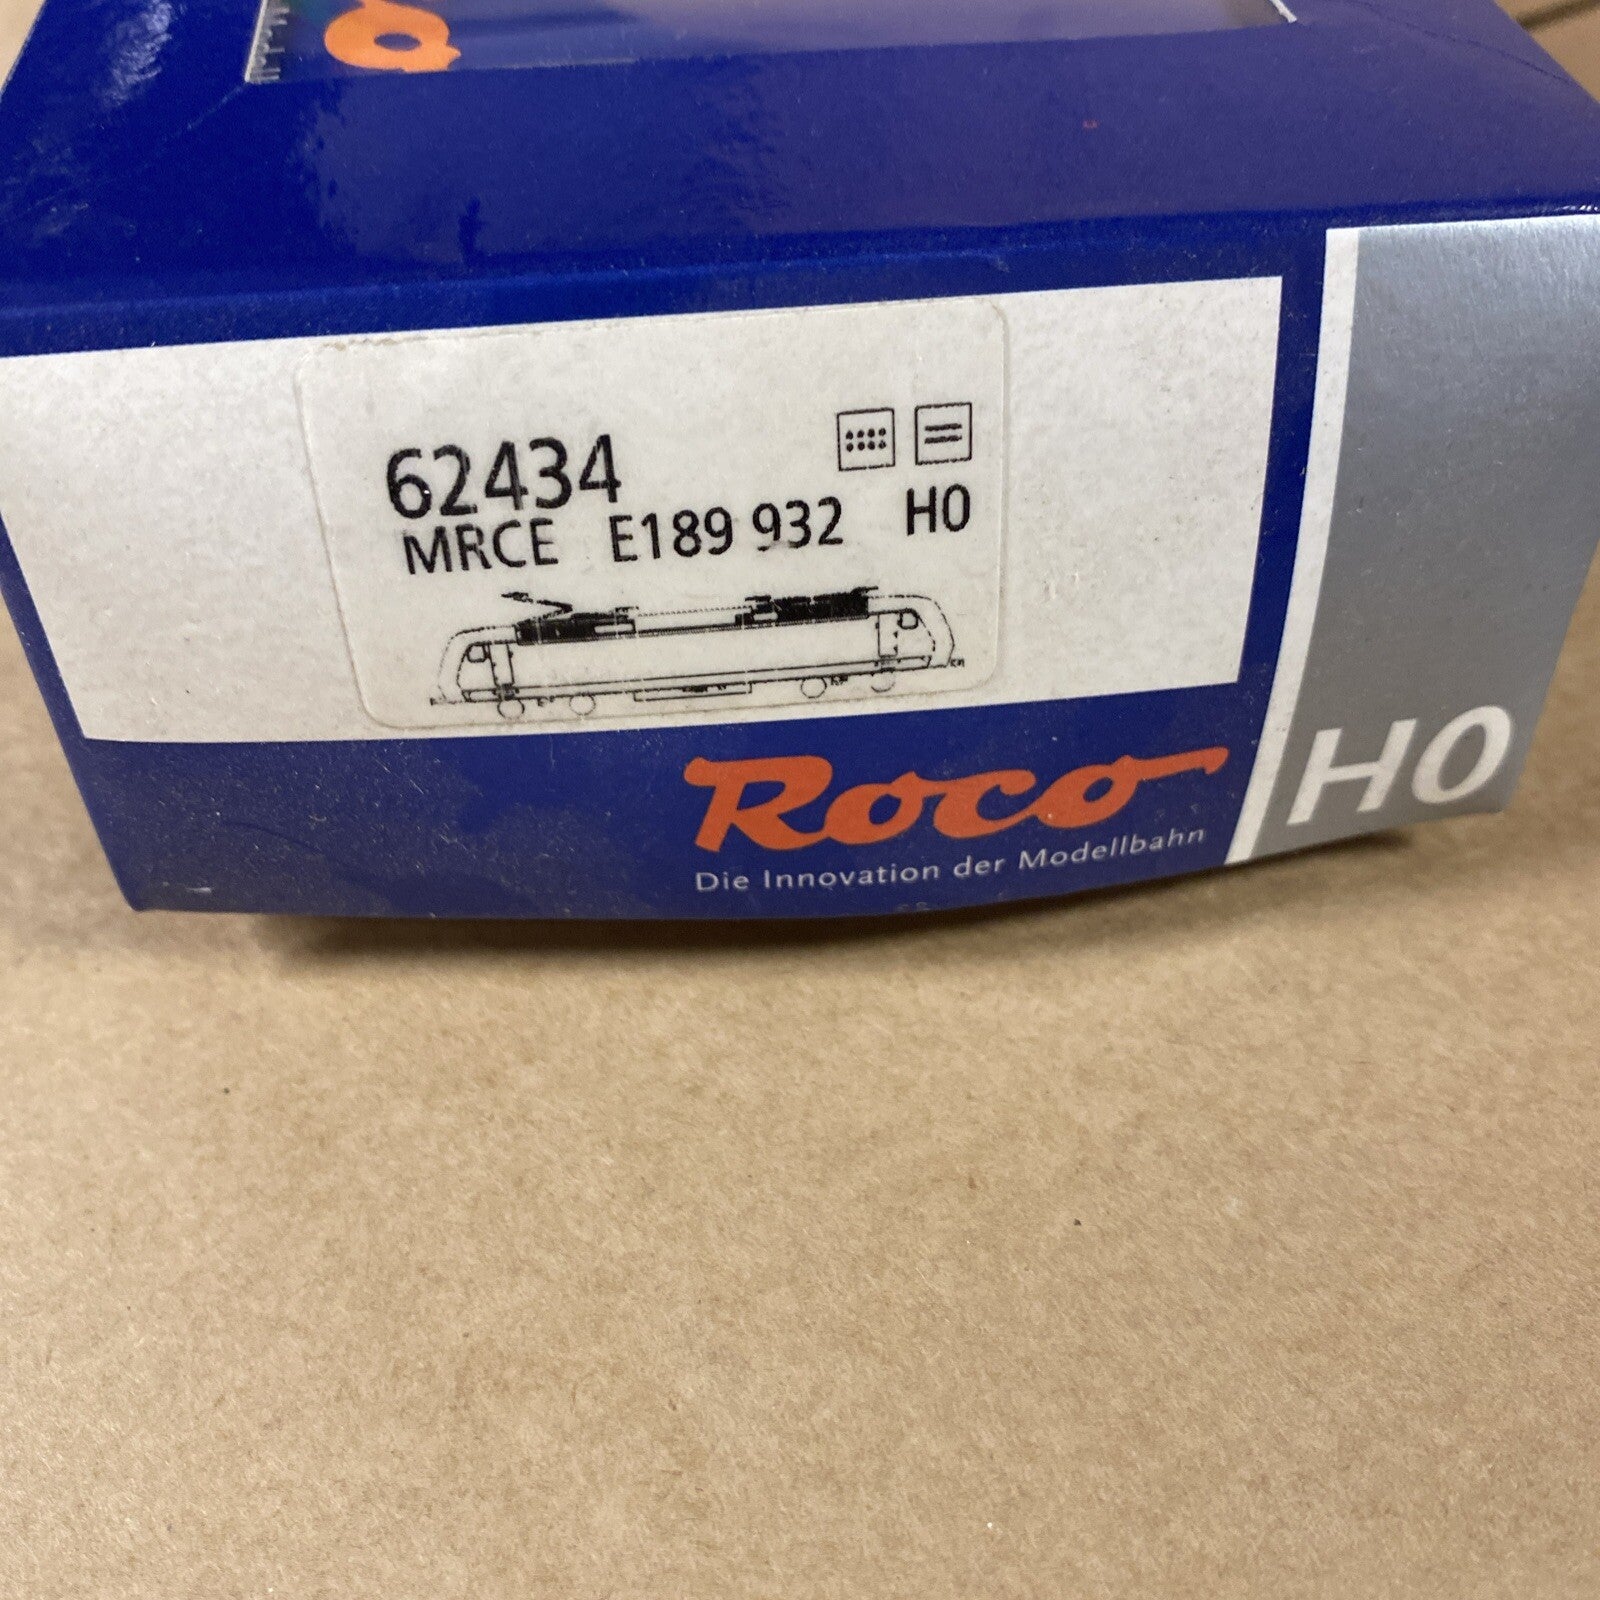 62434
MRCE E189 932 H0
Roco
Die Innovation der Modellbahn
H0